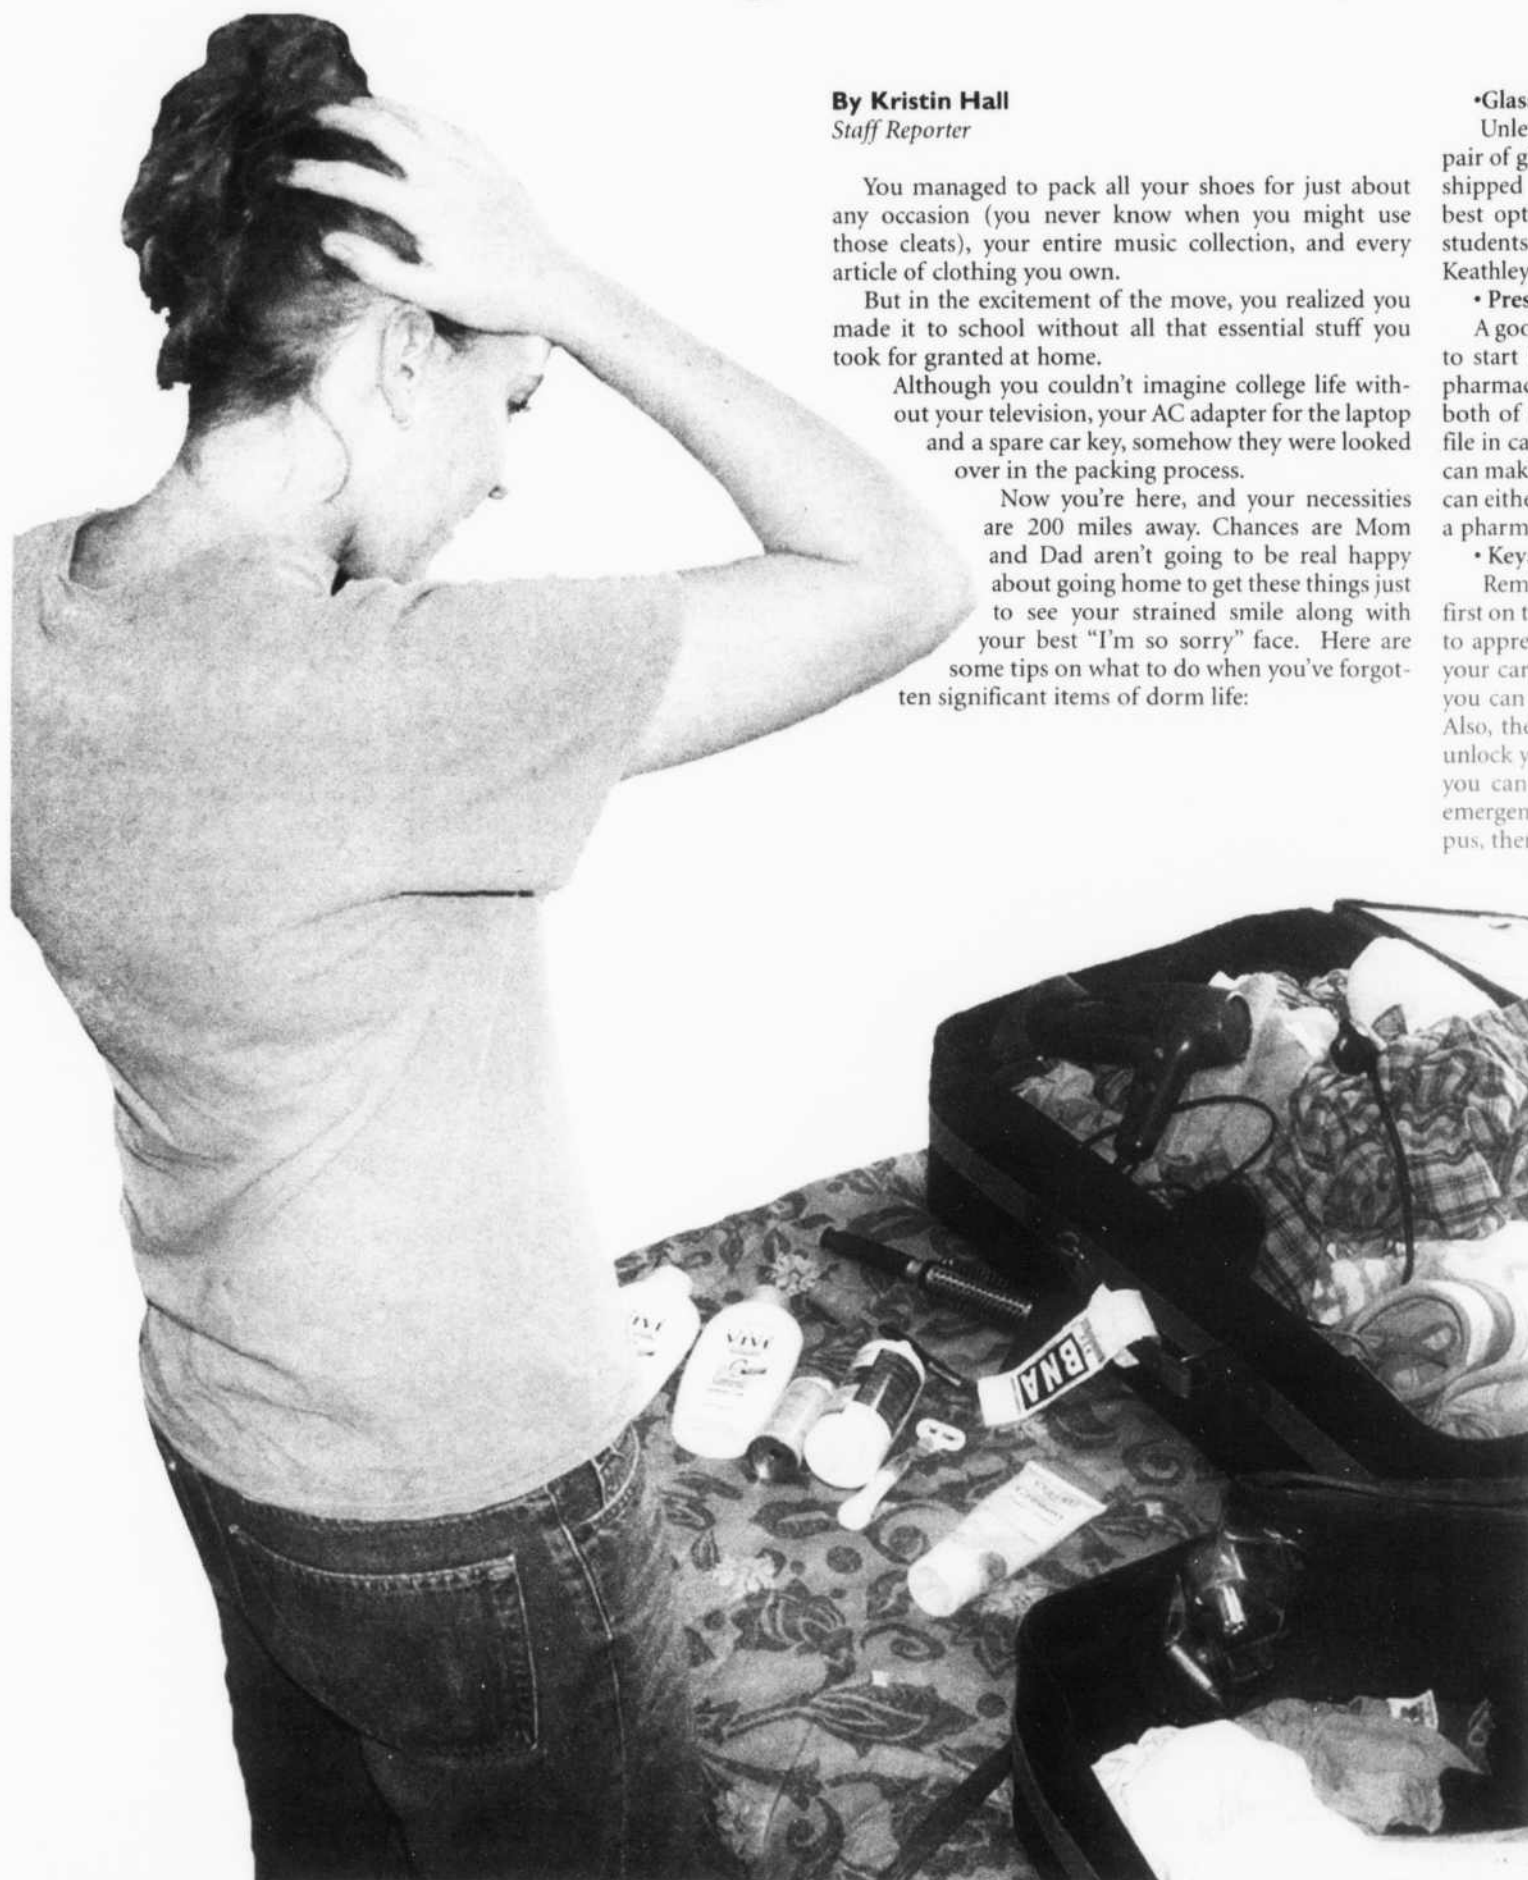 By Kristin Hall
Staff Reporter
You managed to pack all your shoes for just about
any occasion (you never know when you might use
those cleats), your entire music collection, and every
article of clothing you own.
But in the excitement of the move, you realized you
made it to school without all that essential stuff you
took for granted at home.
Although you couldn't imagine college life with-
out your television, your AC adapter for the laptop
and a spare car key, somehow they were looked
over in the packing process.
Now you're here, and your necessities
are 200 miles away. Chances are Mom
and Dad aren't going to be real happy
about going home to get these things just
to see your strained smile along with
your best “I'm so sorry” face. Here are
some tips on what to do when you've forgot-
ten significant items of dorm life:
•Glas
Unle
pair of g
shipped
best opt
students
Keathley
• Pres
A goo
to start
pharmac
both of
file in ca
can mak
can eithe
a pharm
• Key
Rem
first on t
to appre
your car
you can
Also, the
unlock y
you can
emergen
pus, ther
VIVE
BNA